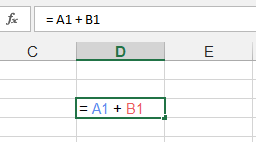 fx = A1 + B1
C D E
= A1 + B1